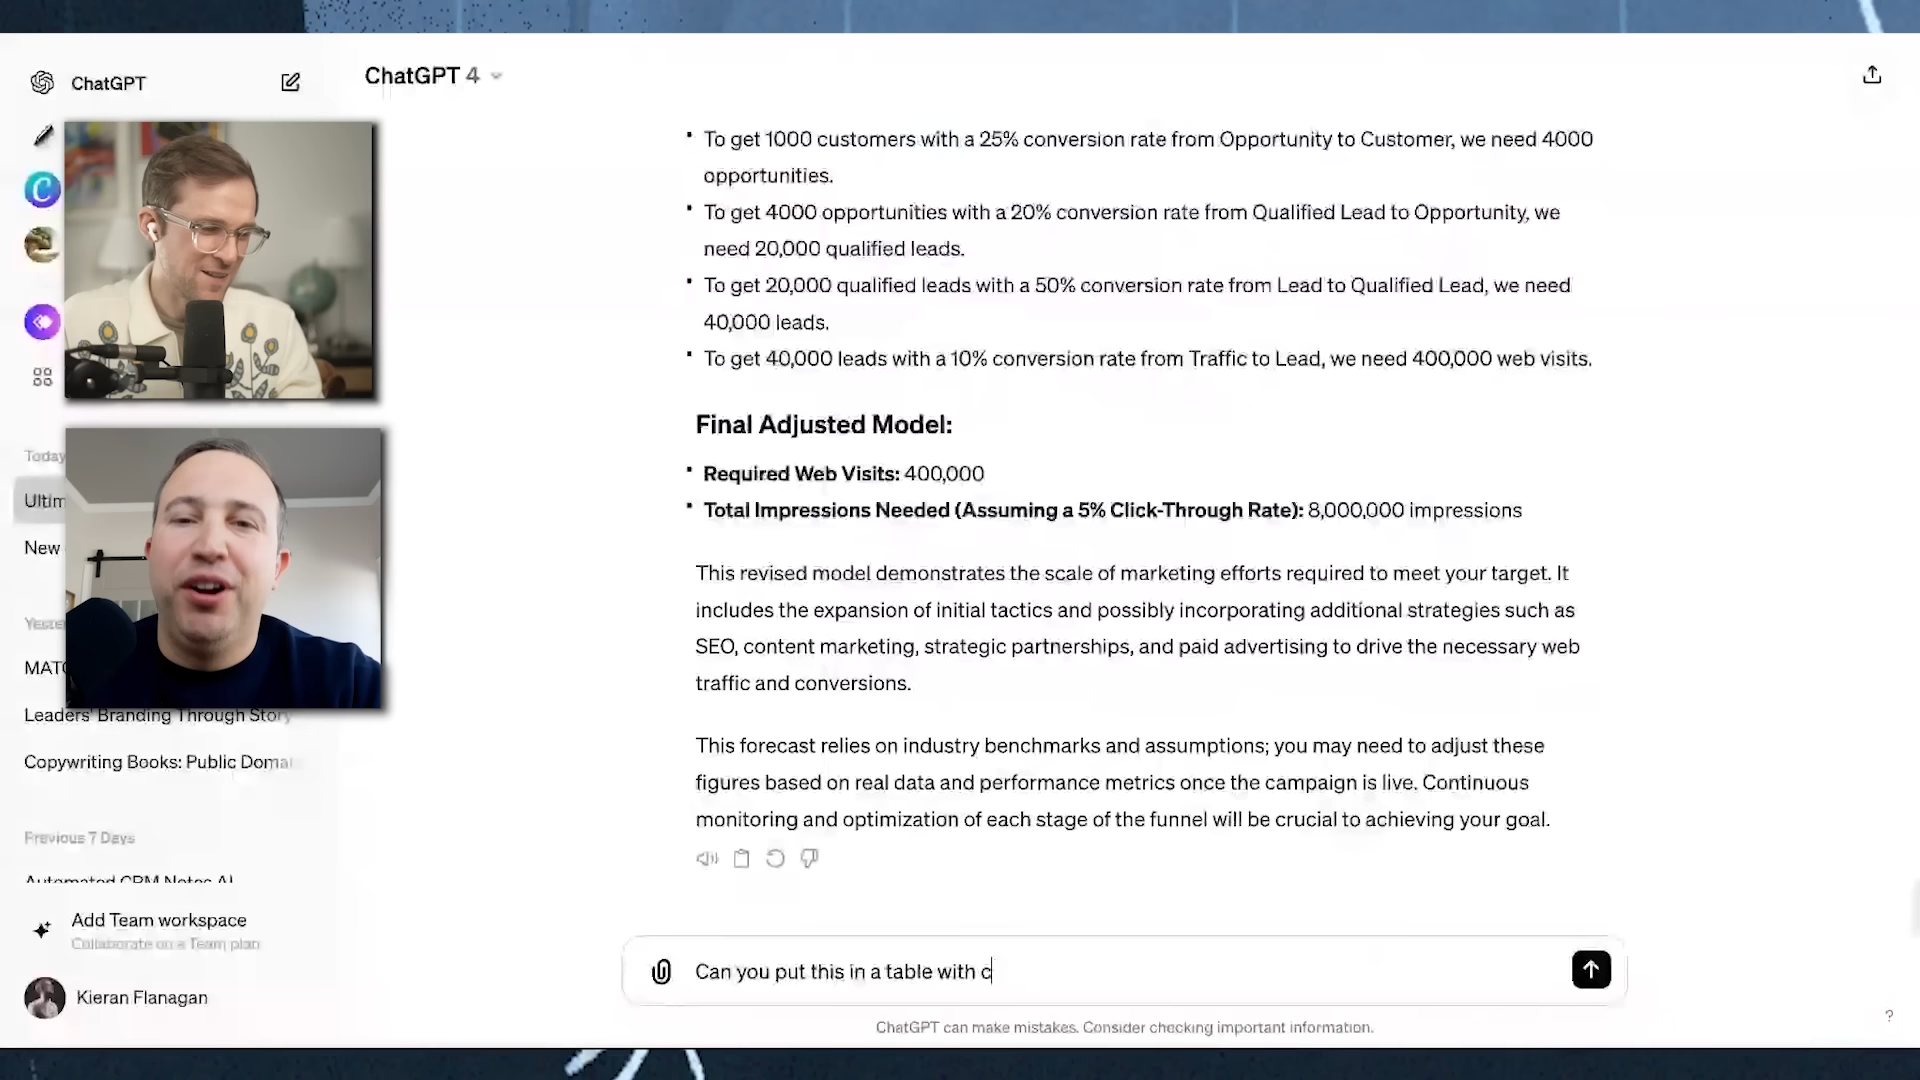 ChatGPT
ChatGPT 4
To get 1000 customers with a 25% conversion rate from Opportunity to Customer, we need 4000
opportunities.
To get 4000 opportunities with a 20% conversion rate from Qualified Lead to Opportunity, we
need 20,000 qualified leads.
To get 20,000 qualified leads with a 50% conversion rate from Lead to Qualified Lead, we need
40,000 leads.
To get 40,000 leads with a 10% conversion rate from Traffic to Lead, we need 400,000 web visits.
Final Adjusted Model:
Required Web Visits: 400,000
Total Impressions Needed (Assuming a 5% Click-Through Rate): 8,000,000 impressions
This revised model demonstrates the scale of marketing efforts required to meet your target. It
includes the expansion of initial tactics and possibly incorporating additional strategies such as
SEO, content marketing, strategic partnerships, and paid advertising to drive the necessary web
traffic and conversions.
This forecast relies on industry benchmarks and assumptions; you may need to adjust these
figures based on real data and performance metrics once the campaign is live. Continuous
monitoring and optimization of each stage of the funnel will be crucial to achieving your goal.
Today
Ultim
New
Yester
MATC
Leaders' Branding Through Story
Copywriting Books: Public Domai
Previous 7 Days
Automated CRM Notes AI
Add Team workspace
Collaborate on a Team plan
Kieran Flanagan
Can you put this in a table with c
ChatGPT can make mistakes. Consider checking important information.
?